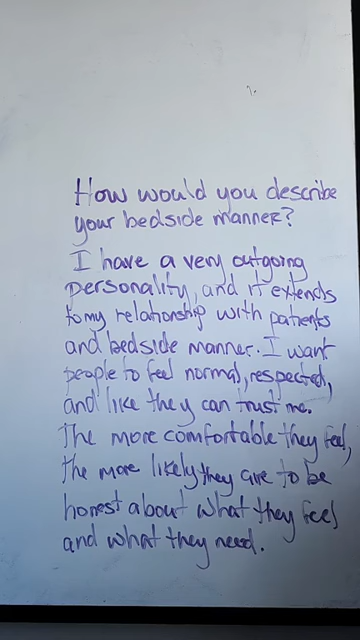 How would you describe
your bedside manner?
I have a very outgoing
personality, and it extends
to my relationship with patients
and bedside manner. I want
people to feel normal, respected,
and like they can trust me.
The more comfortable they feel,
the more likely they are to be
honest about what they feel
and what they need.